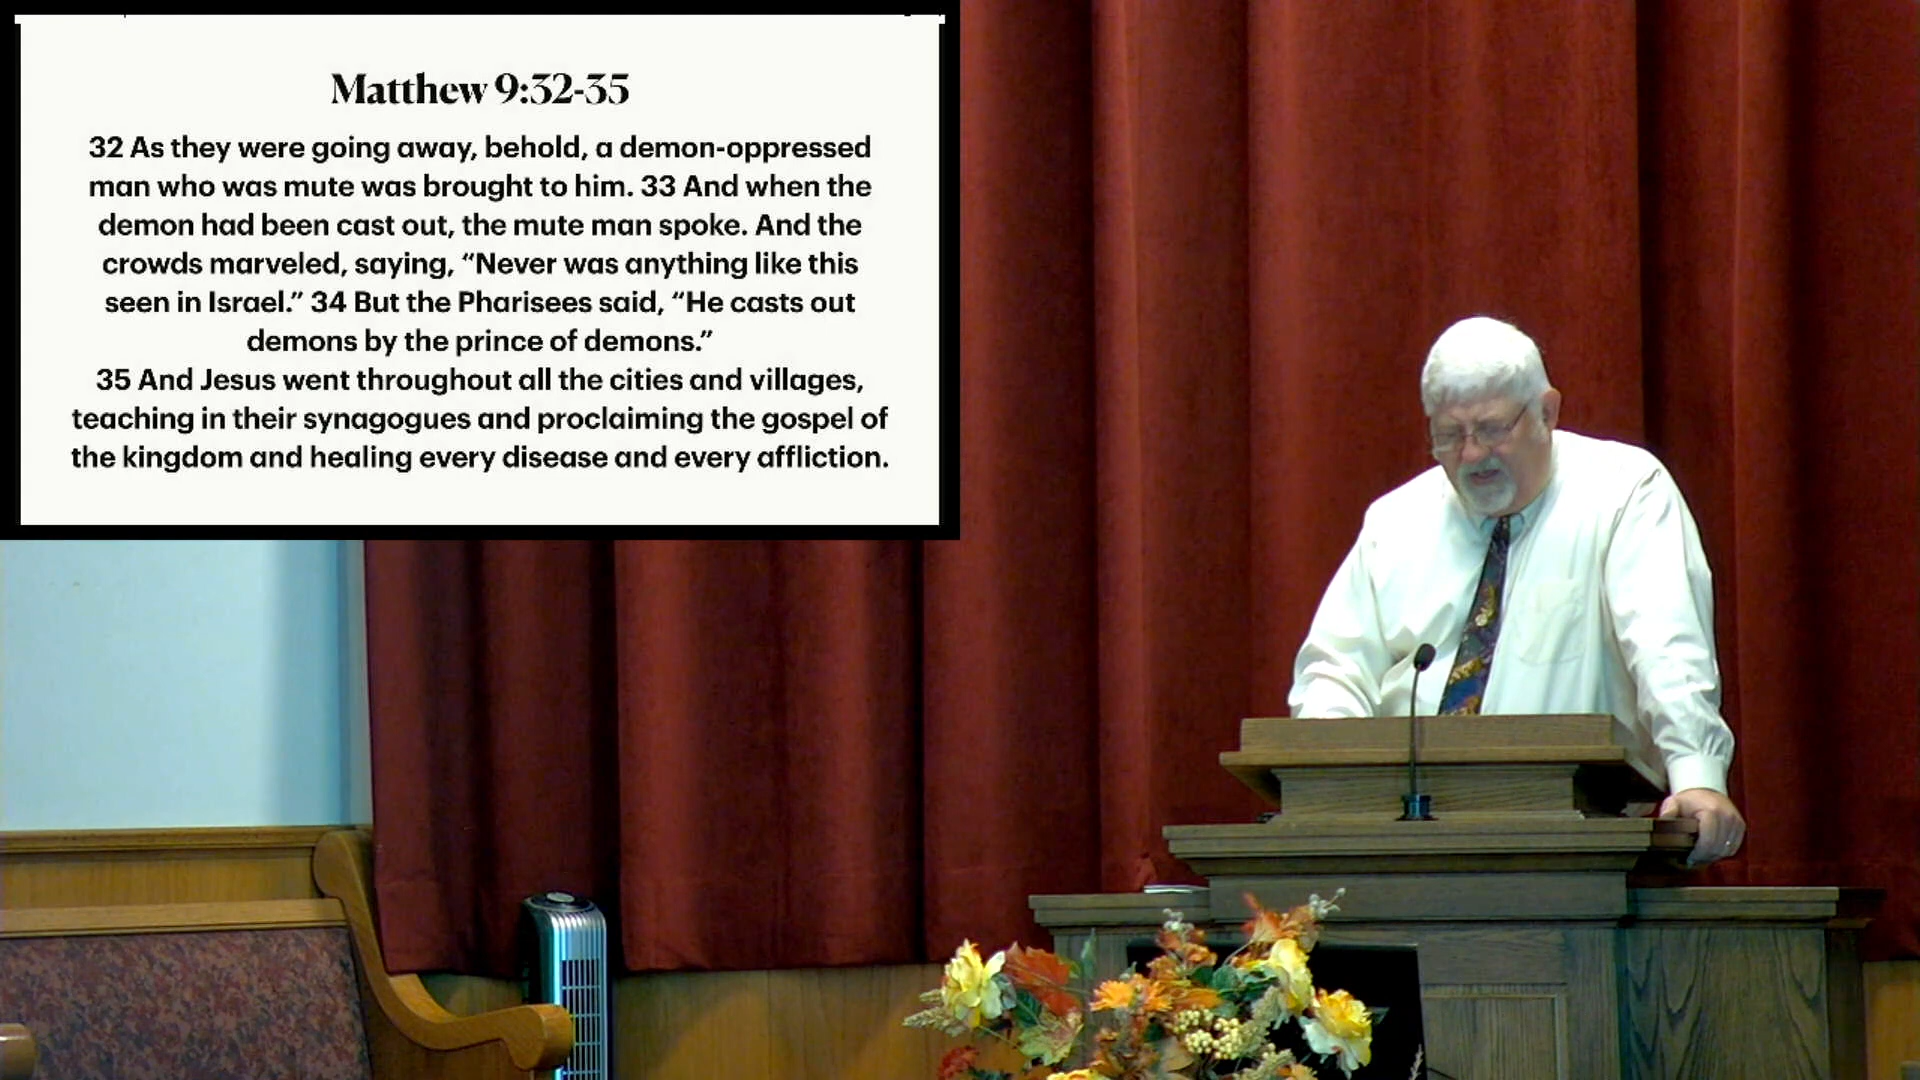 Matthew 9:32-35
32 As they were going away, behold, a demon-oppressed
man who was mute was brought to him. 33 And when the
demon had been cast out, the mute man spoke. And the
crowds marveled, saying, “Never was anything like this
seen in Israel.” 34 But the Pharisees said, “He casts out
demons by the prince of demons.”
35 And Jesus went throughout all the cities and villages,
teaching in their synagogues and proclaiming the gospel of
the kingdom and healing every disease and every affliction.